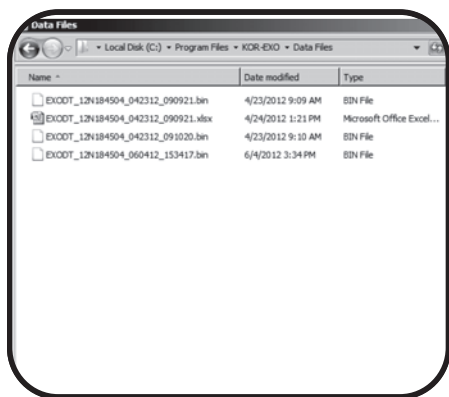 Data Files
Local Disk (C:) Program Files KOR-EXO Data Files
Name Date modified Type
EXODT_12N184504_042312_090921.bin 4/23/2012 9:09 AM BIN File
EXODT_12N184504_042312_090921.xlsx 4/24/2012 1:21 PM Microsoft Office Excel...
EXODT_12N184504_042312_091020.bin 4/23/2012 9:10 AM BIN File
EXODT_12N184504_060412_153417.bin 6/4/2012 3:34 PM BIN File